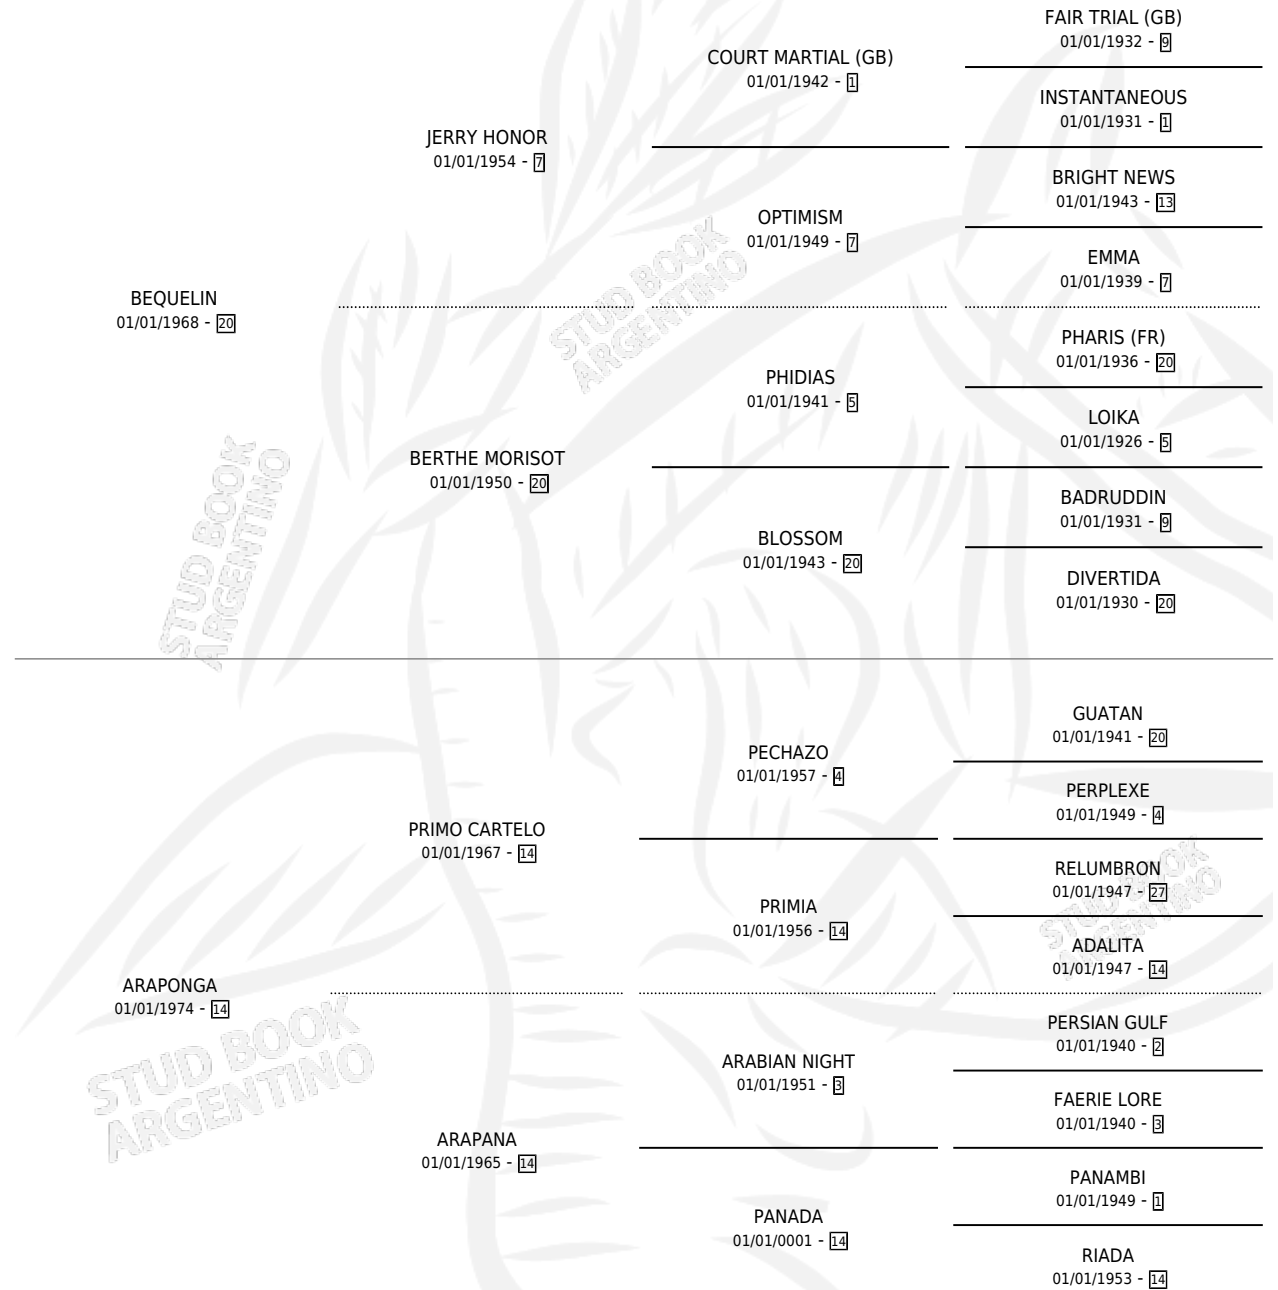 FAIR TRIAL (GB)
01/01/1932 - 9
COURT MARTIAL (GB)
01/01/1942 - 1
INSTANTANEOUS
01/01/1931 - 1
JERRY HONOR
01/01/1954 - 7
BRIGHT NEWS
01/01/1943 - 13
OPTIMISM
01/01/1949 - 7
EMMA
01/01/1939 - 7
BEQUELIN
01/01/1968 - 20
PHARIS (FR)
01/01/1936 - 20
PHIDIAS
01/01/1941 - 5
LOIKA
01/01/1926 - 5
BERTHE MORISOT
01/01/1950 - 20
BADRUDDIN
01/01/1931 - 9
BLOSSOM
01/01/1943 - 20
DIVERTIDA
01/01/1930 - 20
GUATAN
01/01/1941 - 20
PECHAZO
01/01/1957 - 4
PERPLEXE
01/01/1949 - 4
PRIMO CARTELO
01/01/1967 - 14
RELUMBRON
01/01/1947 - 27
PRIMIA
01/01/1956 - 14
ADALITA
01/01/1947 - 14
ARAPONGA
01/01/1974 - 14
PERSIAN GULF
01/01/1940 - 2
ARABIAN NIGHT
01/01/1951 - 3
FAERIE LORE
01/01/1940 - 3
ARAPANA
01/01/1965 - 14
PANAMBI
01/01/1949 - 1
PANADA
01/01/0001 - 14
RIADA
01/01/1953 - 14
STUD BOOK
ARGENTINO
STUD BOOK
ARGENTINO
STUD BOOK
ARGENTINO
STUD BOOK
ARGENTINO